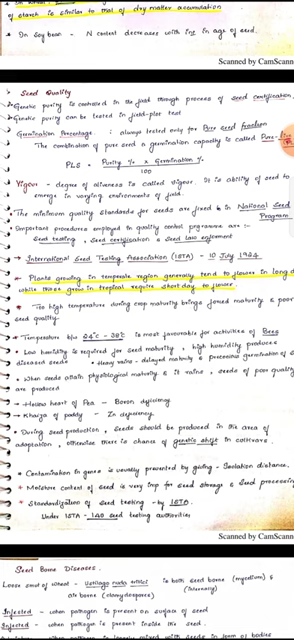 of starch is similar to that of dry matter accumulation
* In Soy bean - N content decreases with inc in age of seed.
Scanned by CamScann
Seed Quality
Genetic purity is controlled in the field through process of seed certification.
Genetic purity can be tested in field-plot test
Germination Percentage : always tested only for Pure seed fraction
The combination of pure seed & germination capacity is called Pure-live
PLS = Purity % x Germination %
100
Vigour - degree of aliveness is called vigour. It is ability of seed to
emerge in varying environments of field.
The minimum quality standards for seeds are fixed in National Seed
Program.
Important procedures employed in quality control programme are :-
Seed testing, seed certification & seed law enforcement
→ International Seed Testing Association (ISTA) - 10 July 1924
* Plants growing in temperate region generally tend to flower in long d
while those grown in tropical require short day to flower.
Too high temperature during crop maturity brings forced maturity & poor
seed quality
Temperature b/w 24°C - 38°C is most favourable for activities of Bees
Low humidity is required for seed maturity, high humidity produces
diseased seeds • Heavy rains - delayed maturity & precocious germination of s
When seeds attain physiological maturity & it rains, seeds of poor quality
are produced
→ Hollow heart of Pea - Boron deficiency
→ Khaira of paddy - Zn deficiency
During seed production, Seeds should be produced in the area of
adaptation, otherwise there is chance of genetic shift in cultivars.
Contamination in genes is usually prevented by giving - Isolation distance.
+ Moisture content of seed is very imp for seed storage & seed processing
* Standardization of seed testing - by ISTA.
Under ISTA - 140 seed testing authorities
Scanned by CamScann
Seed Borne Diseases.
Loose smut of wheat - Ustilago nuda tritici is both seed borne (mycelium) &
air borne (chlamydospore) (Internally)
Infested - when pathogen is present on surface of seed
Infected - when pathogen is present inside the seed.